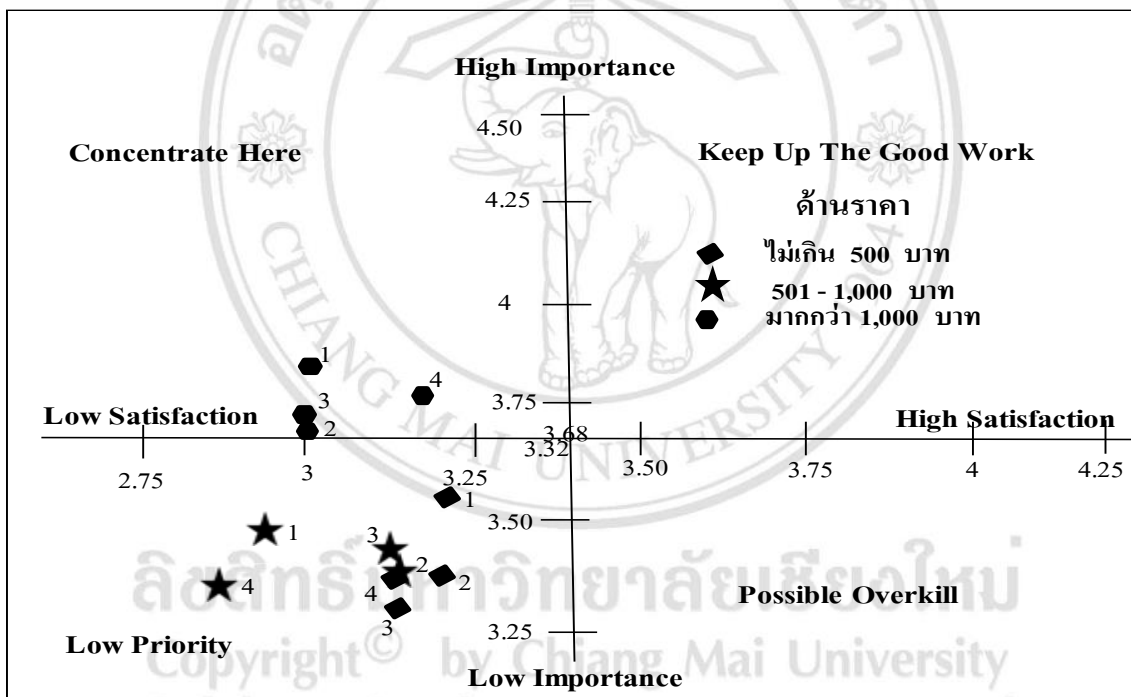 High Importance
4.50
Concentrate Here
Keep Up The Good Work
4.25
ด้านราคา
ไม่เกิน 500 บาท
501 - 1,000 บาท
มากกว่า 1,000 บาท
4
1
4
3.75
3
2
Low Satisfaction
High Satisfaction
3.68
3.32
2.75
3
3.25
3.50
3.75
4
4.25
1
3.50
1
3
2
2
4
4
3
Possible Overkill
Low Priority
3.25
Low Importance
CHIANG MAI UNIVERSITY 1964
ลิขสิทธิ์มหาวิทยาลัยเชียงใหม่
Copyright© by Chiang Mai University